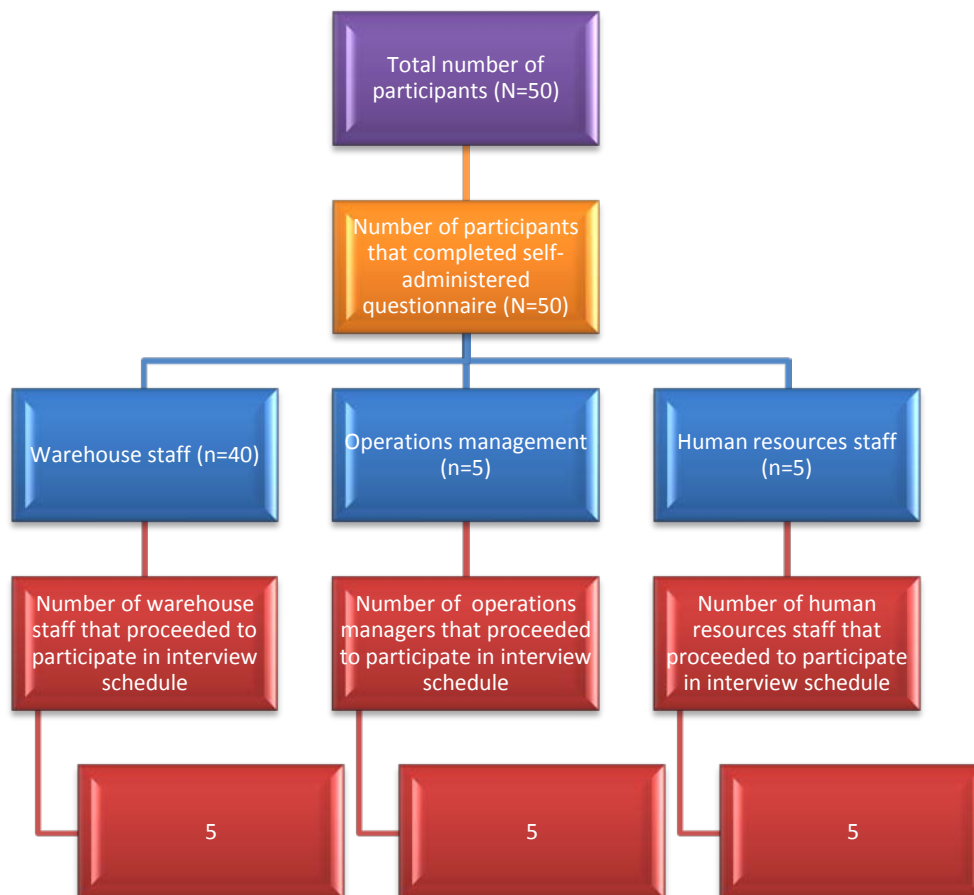 Total number of
participants (N=50)
Number of participants
that completed self-
administered
questionnaire (N=50)
Warehouse staff (n=40)
Operations management
(n=5)
Human resources staff
(n=5)
Number of warehouse
staff that proceeded to
participate in interview
schedule
Number of operations
managers that proceeded
to participate in interview
schedule
Number of human
resources staff that
proceeded to participate
in interview schedule
5
5
5